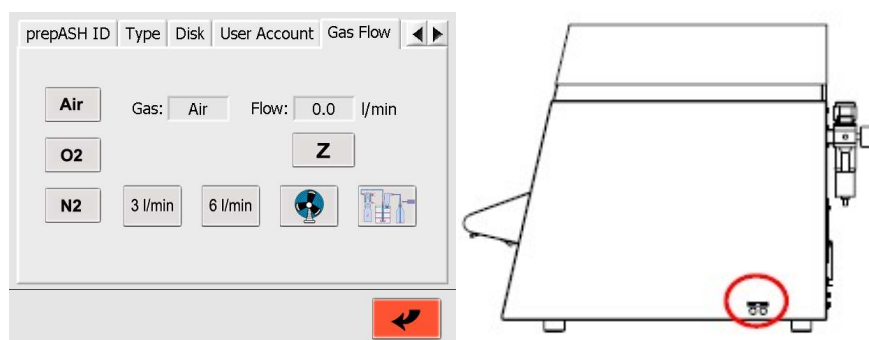 prepASH ID Type Disk User Account Gas Flow
Air Gas: Air Flow: 0.0 l/min
O2 Z
N2 3 l/min 6 l/min